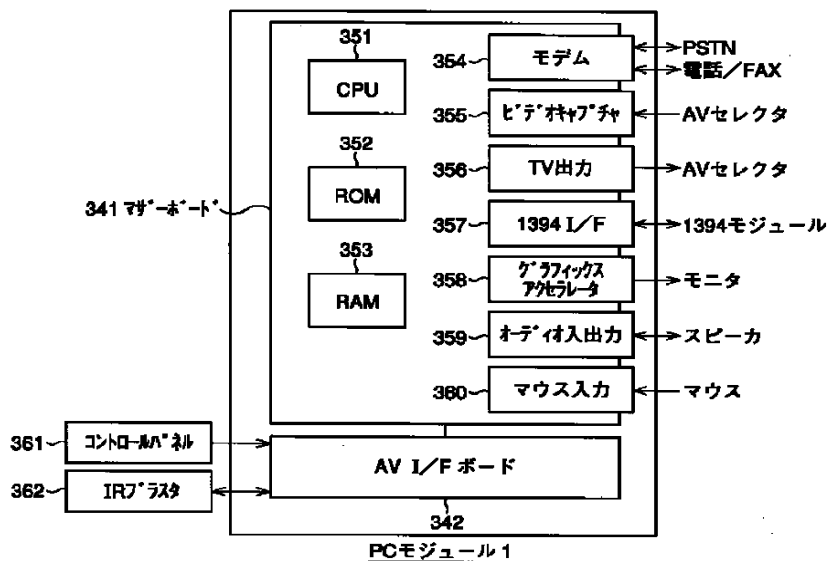 351
CPU
352
ROM
341 マザーボード
353
RAM
354
モデム
PSTN
電話/FAX
355
ビデオキャプチャ
AVセレクタ
356
TV出力
AVセレクタ
357
1394 I/F
1394モジュール
358
グラフィックス
アクセラレータ
モニタ
359
オーディオ入出力
スピーカ
360
マウス入力
マウス
361
コントロールパネル
362
IRブラスタ
AV I/Fボード
342
PCモジュール1